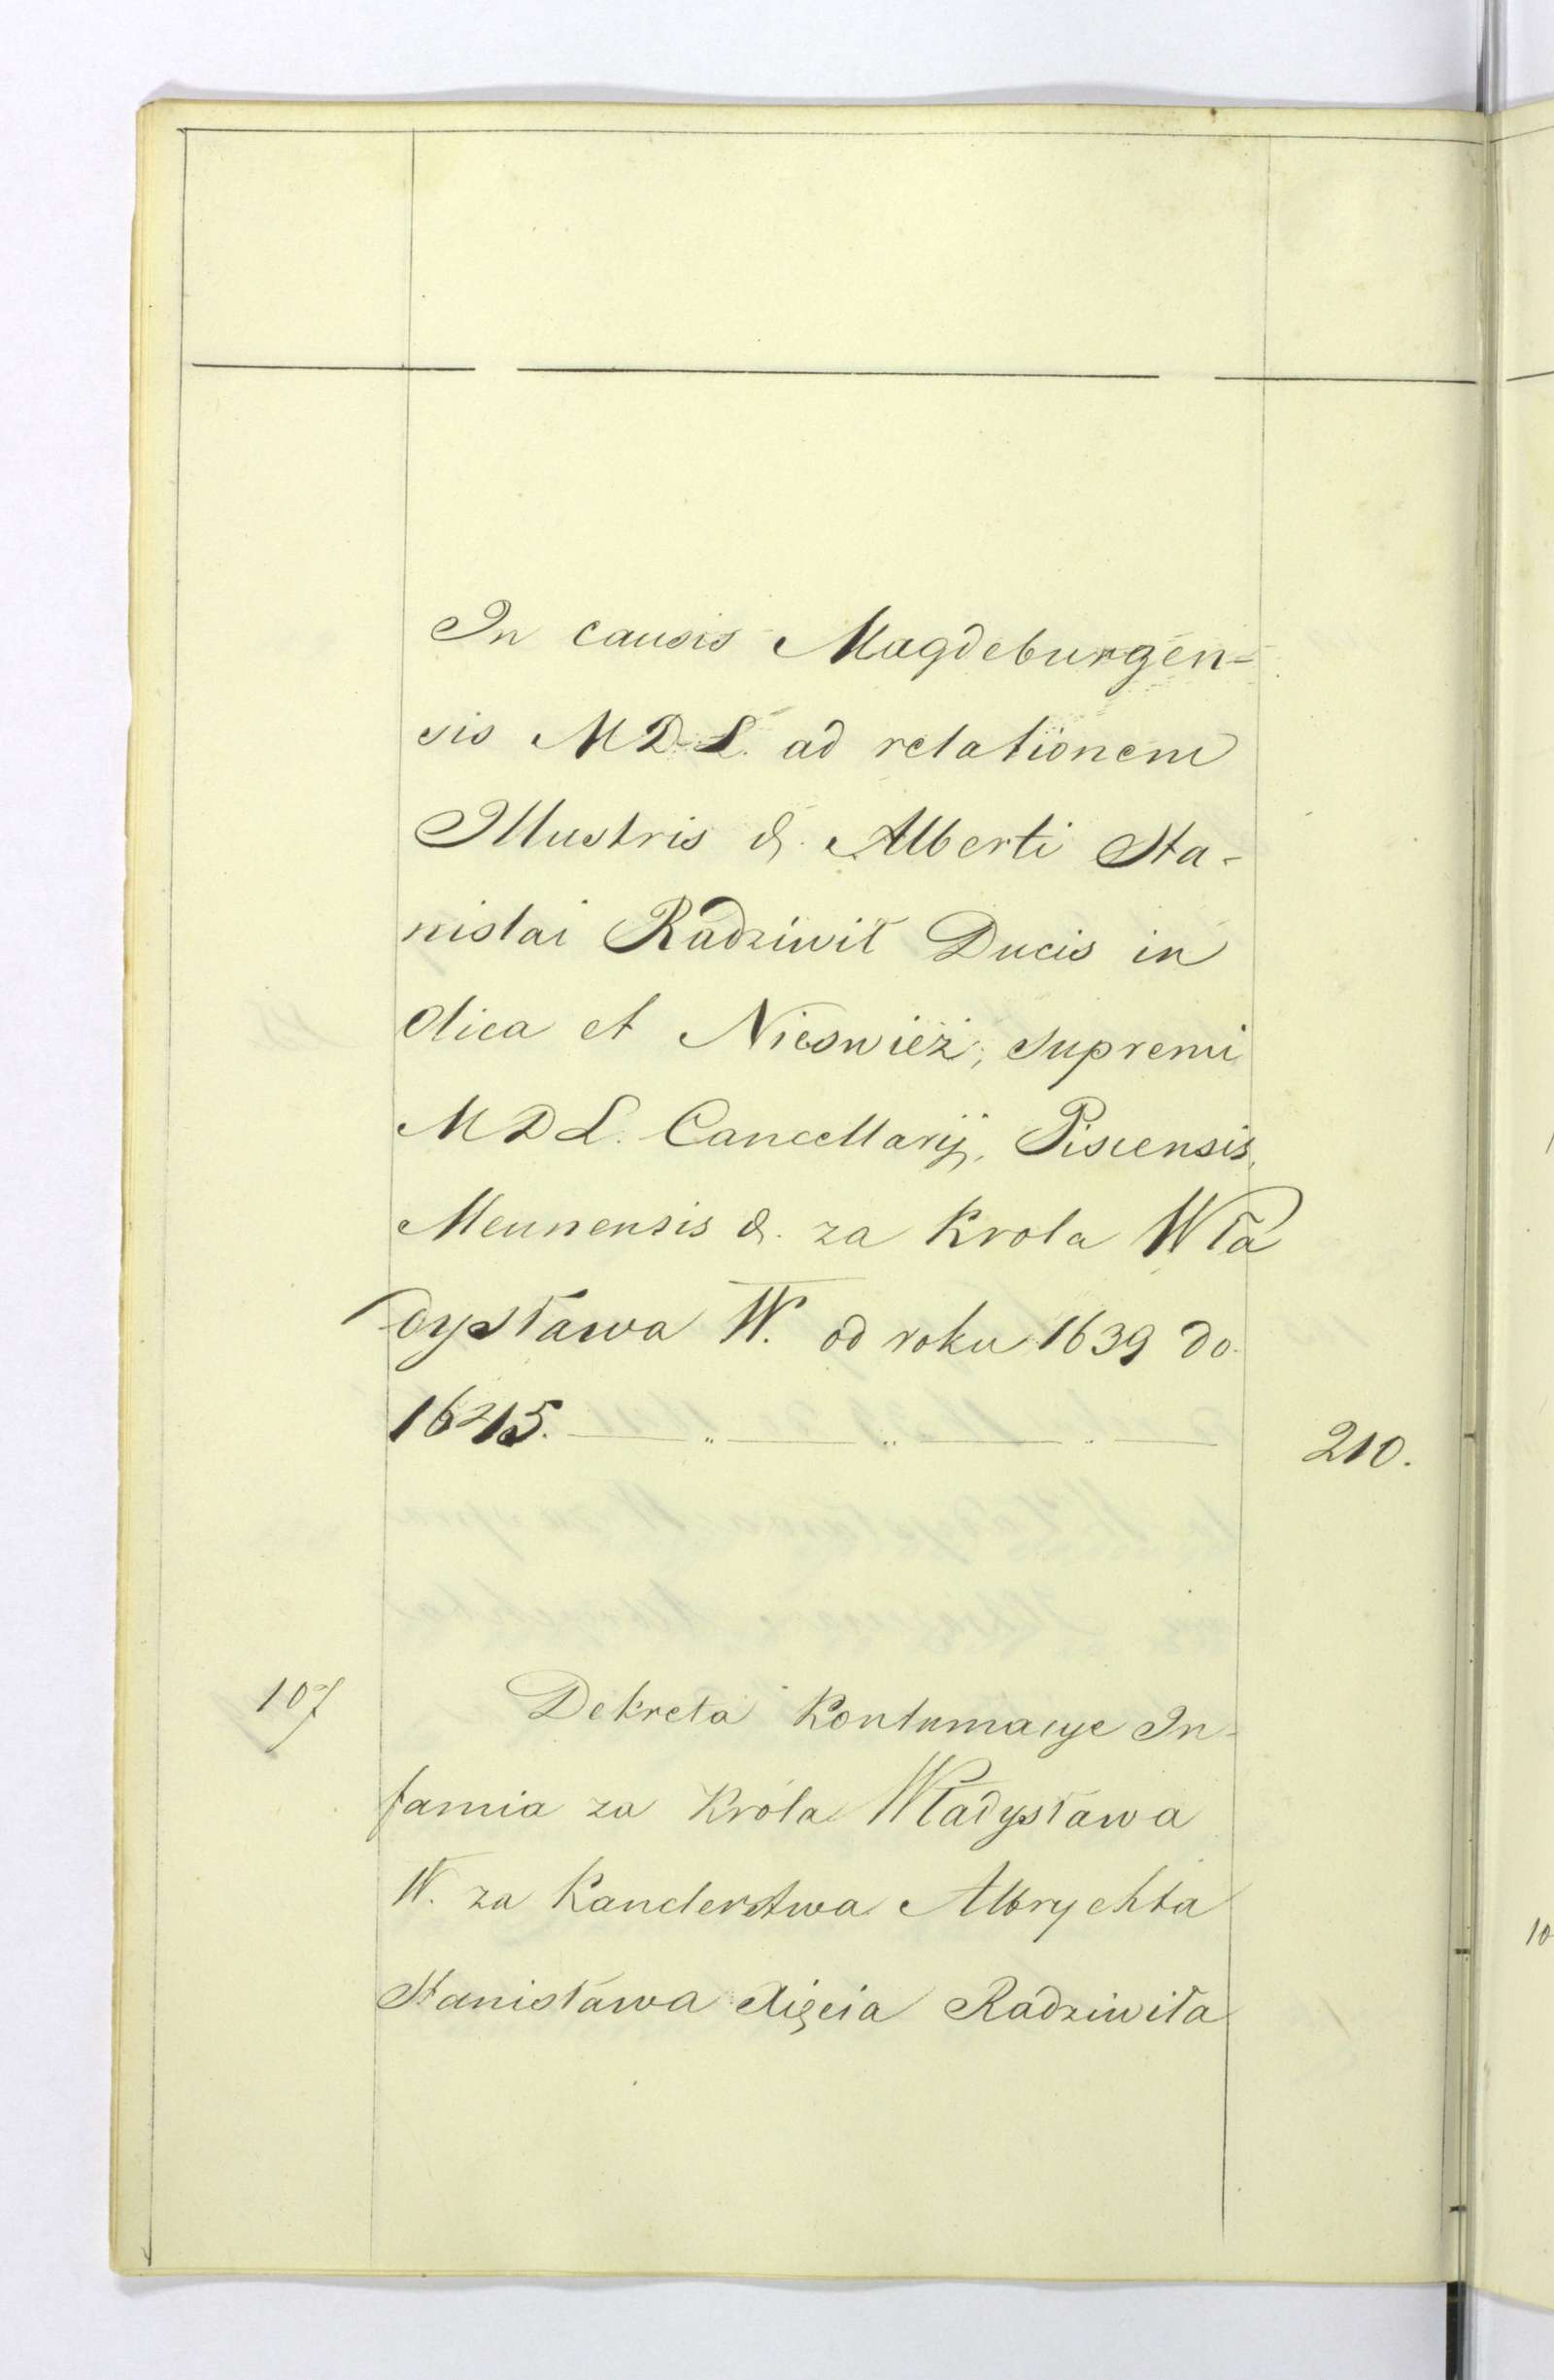 In causis Magdeburgen-
sis M D L. ad relationem
Illustris &. Alberti Sta-
nislai Radziwił Ducis in
Olica et Nieswież, supremi
M D L. Cancellarij, Piscensis,
Meunensis &. za Krola Wła
dysława IV. od roku 1639 do
1645. 210.
107 Dekreta Kontumacye In-
famia za Króla Władysława
IV. za Kanclerstwa Albrychta
Stanisława Xięcia Radziwiła